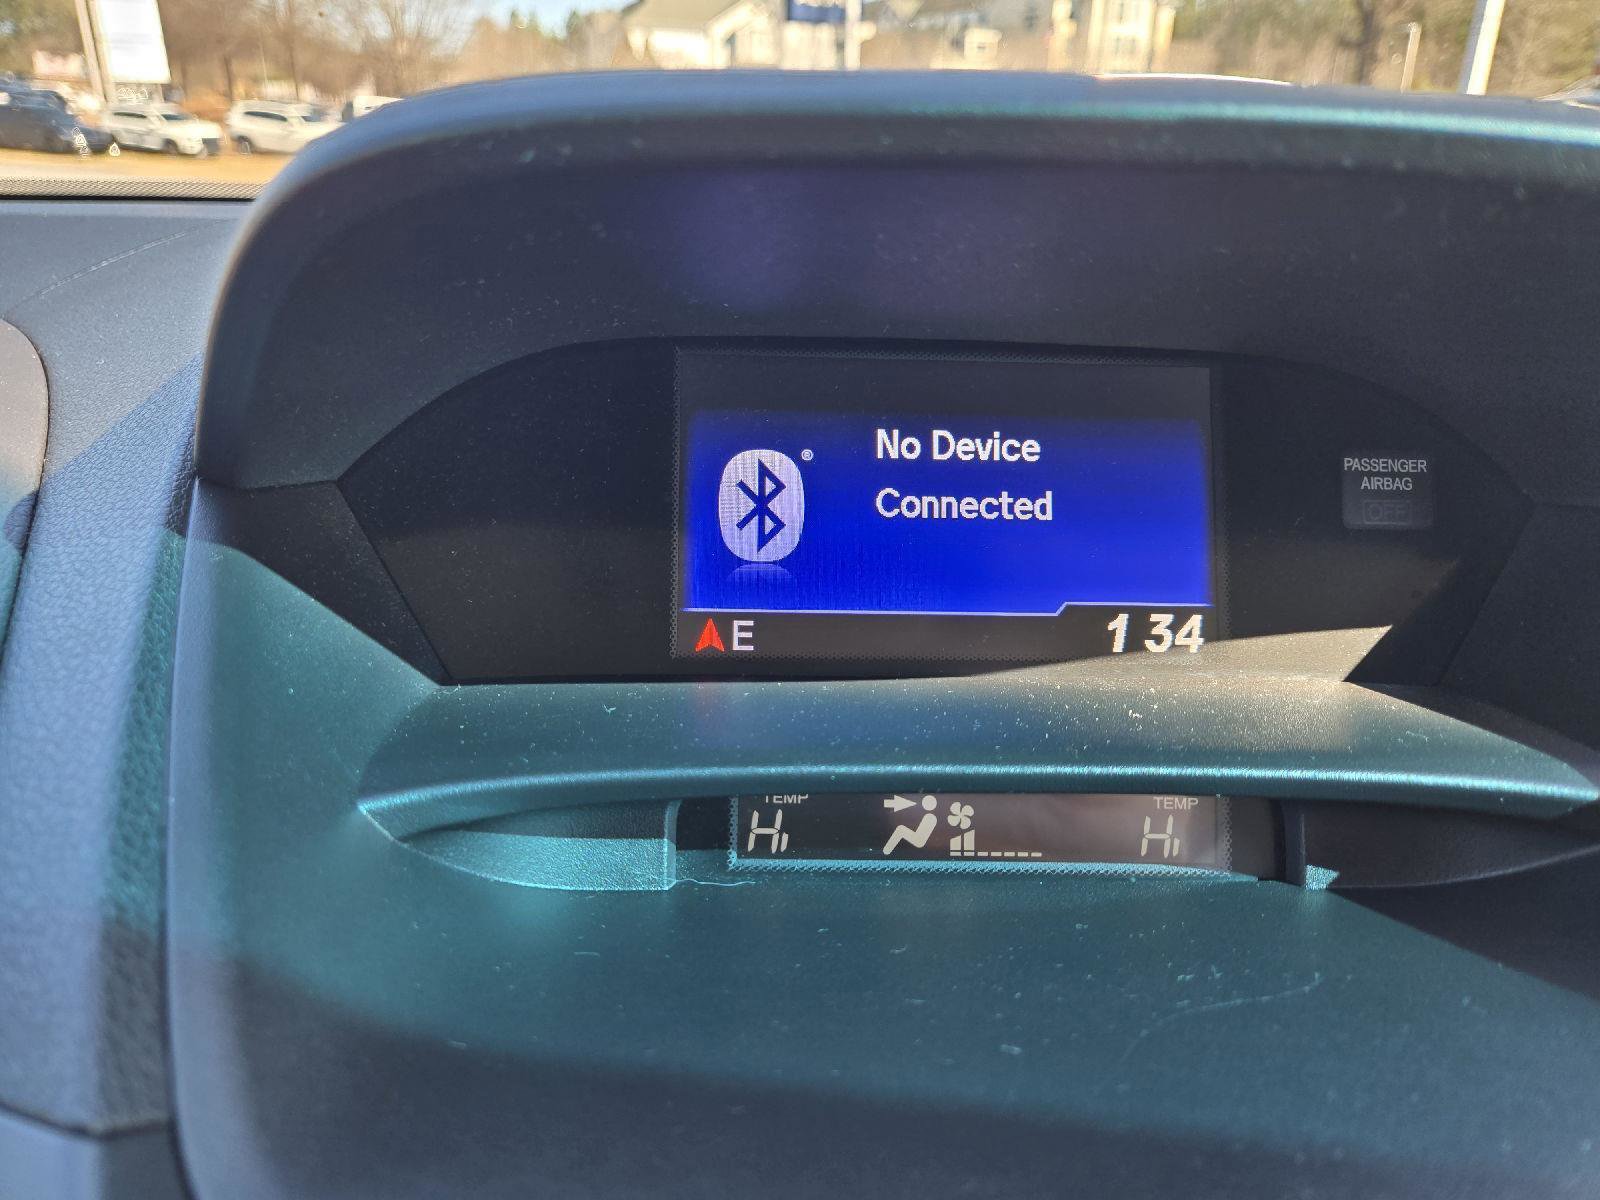 No Device
Connected
®
PASSENGER
AIRBAG
OFF
E
1 34
TEMP
Hi
TEMP
Hi